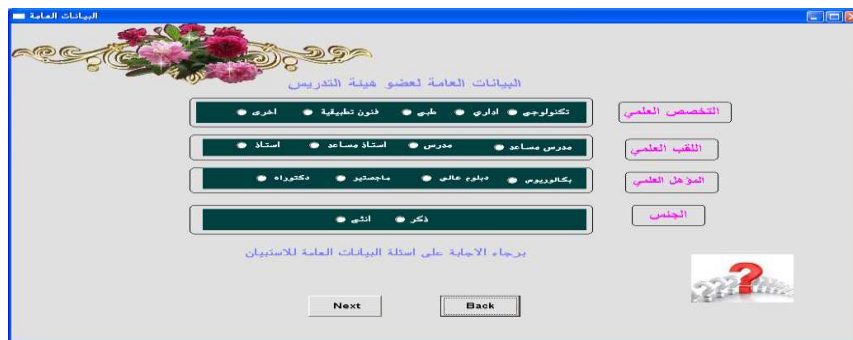 البيانات العامة
البيانات العامة لعضو هيئة التدريس
التخصص العلمي
تكنولوجي اداري طبي فنون تطبيقية اخرى
اللقب العلمي
مدرس مساعد مدرس استاذ مساعد استاذ
المؤهل العلمي
بكالوريوس دبلوم عالي ماجستير دكتوراه
الجنس
ذكر انثى
برجاء الاجابة على اسئلة البيانات العامة للاستبيان
Next Back